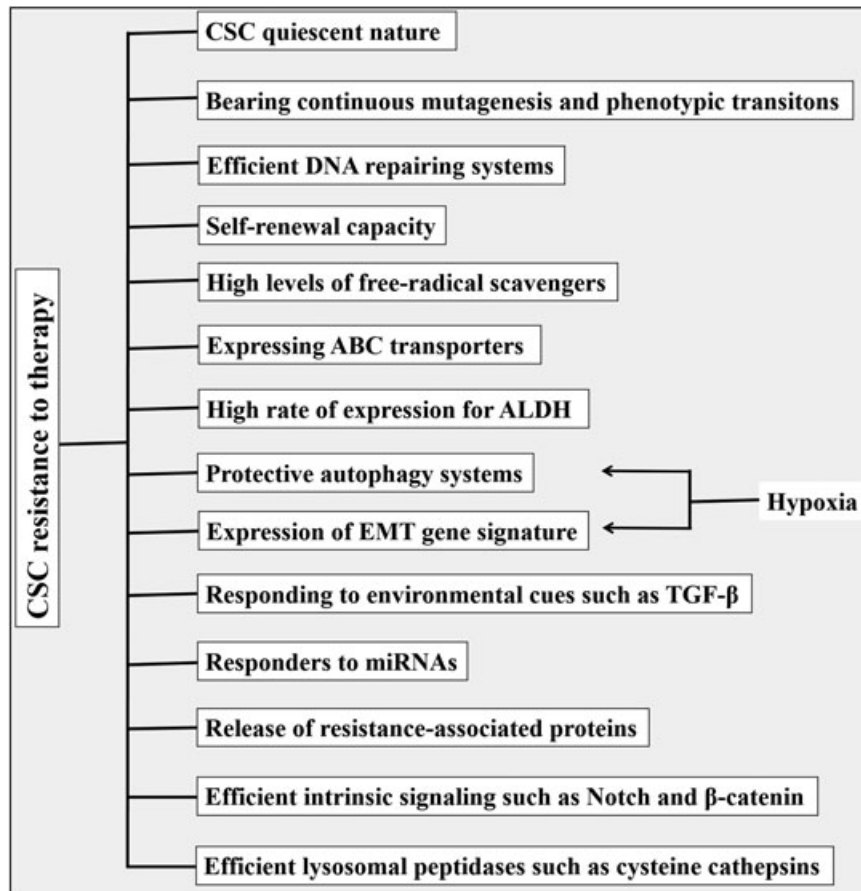 CSC resistance to therapy
CSC quiescent nature
Bearing continuous mutagenesis and phenotypic transitons
Efficient DNA repairing systems
Self-renewal capacity
High levels of free-radical scavengers
Expressing ABC transporters
High rate of expression for ALDH
Protective autophagy systems
Expression of EMT gene signature
Hypoxia
Responding to environmental cues such as TGF-β
Responders to miRNAs
Release of resistance-associated proteins
Efficient intrinsic signaling such as Notch and β-catenin
Efficient lysosomal peptidases such as cysteine cathepsins